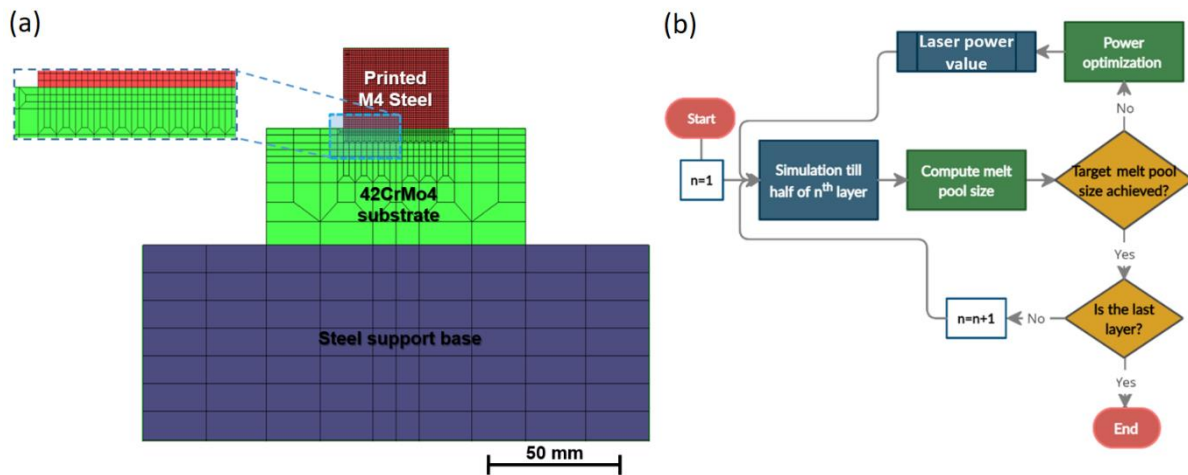 (a)
Printed
M4 Steel
42CrMo4
substrate
Steel support base
50 mm
(b)
Laser power
value
Power
optimization
No
Start
n=1
Simulation till
half of nth layer
Compute melt
pool size
Target melt pool
size achieved?
Yes
n=n+1
No
Is the last
layer?
Yes
End